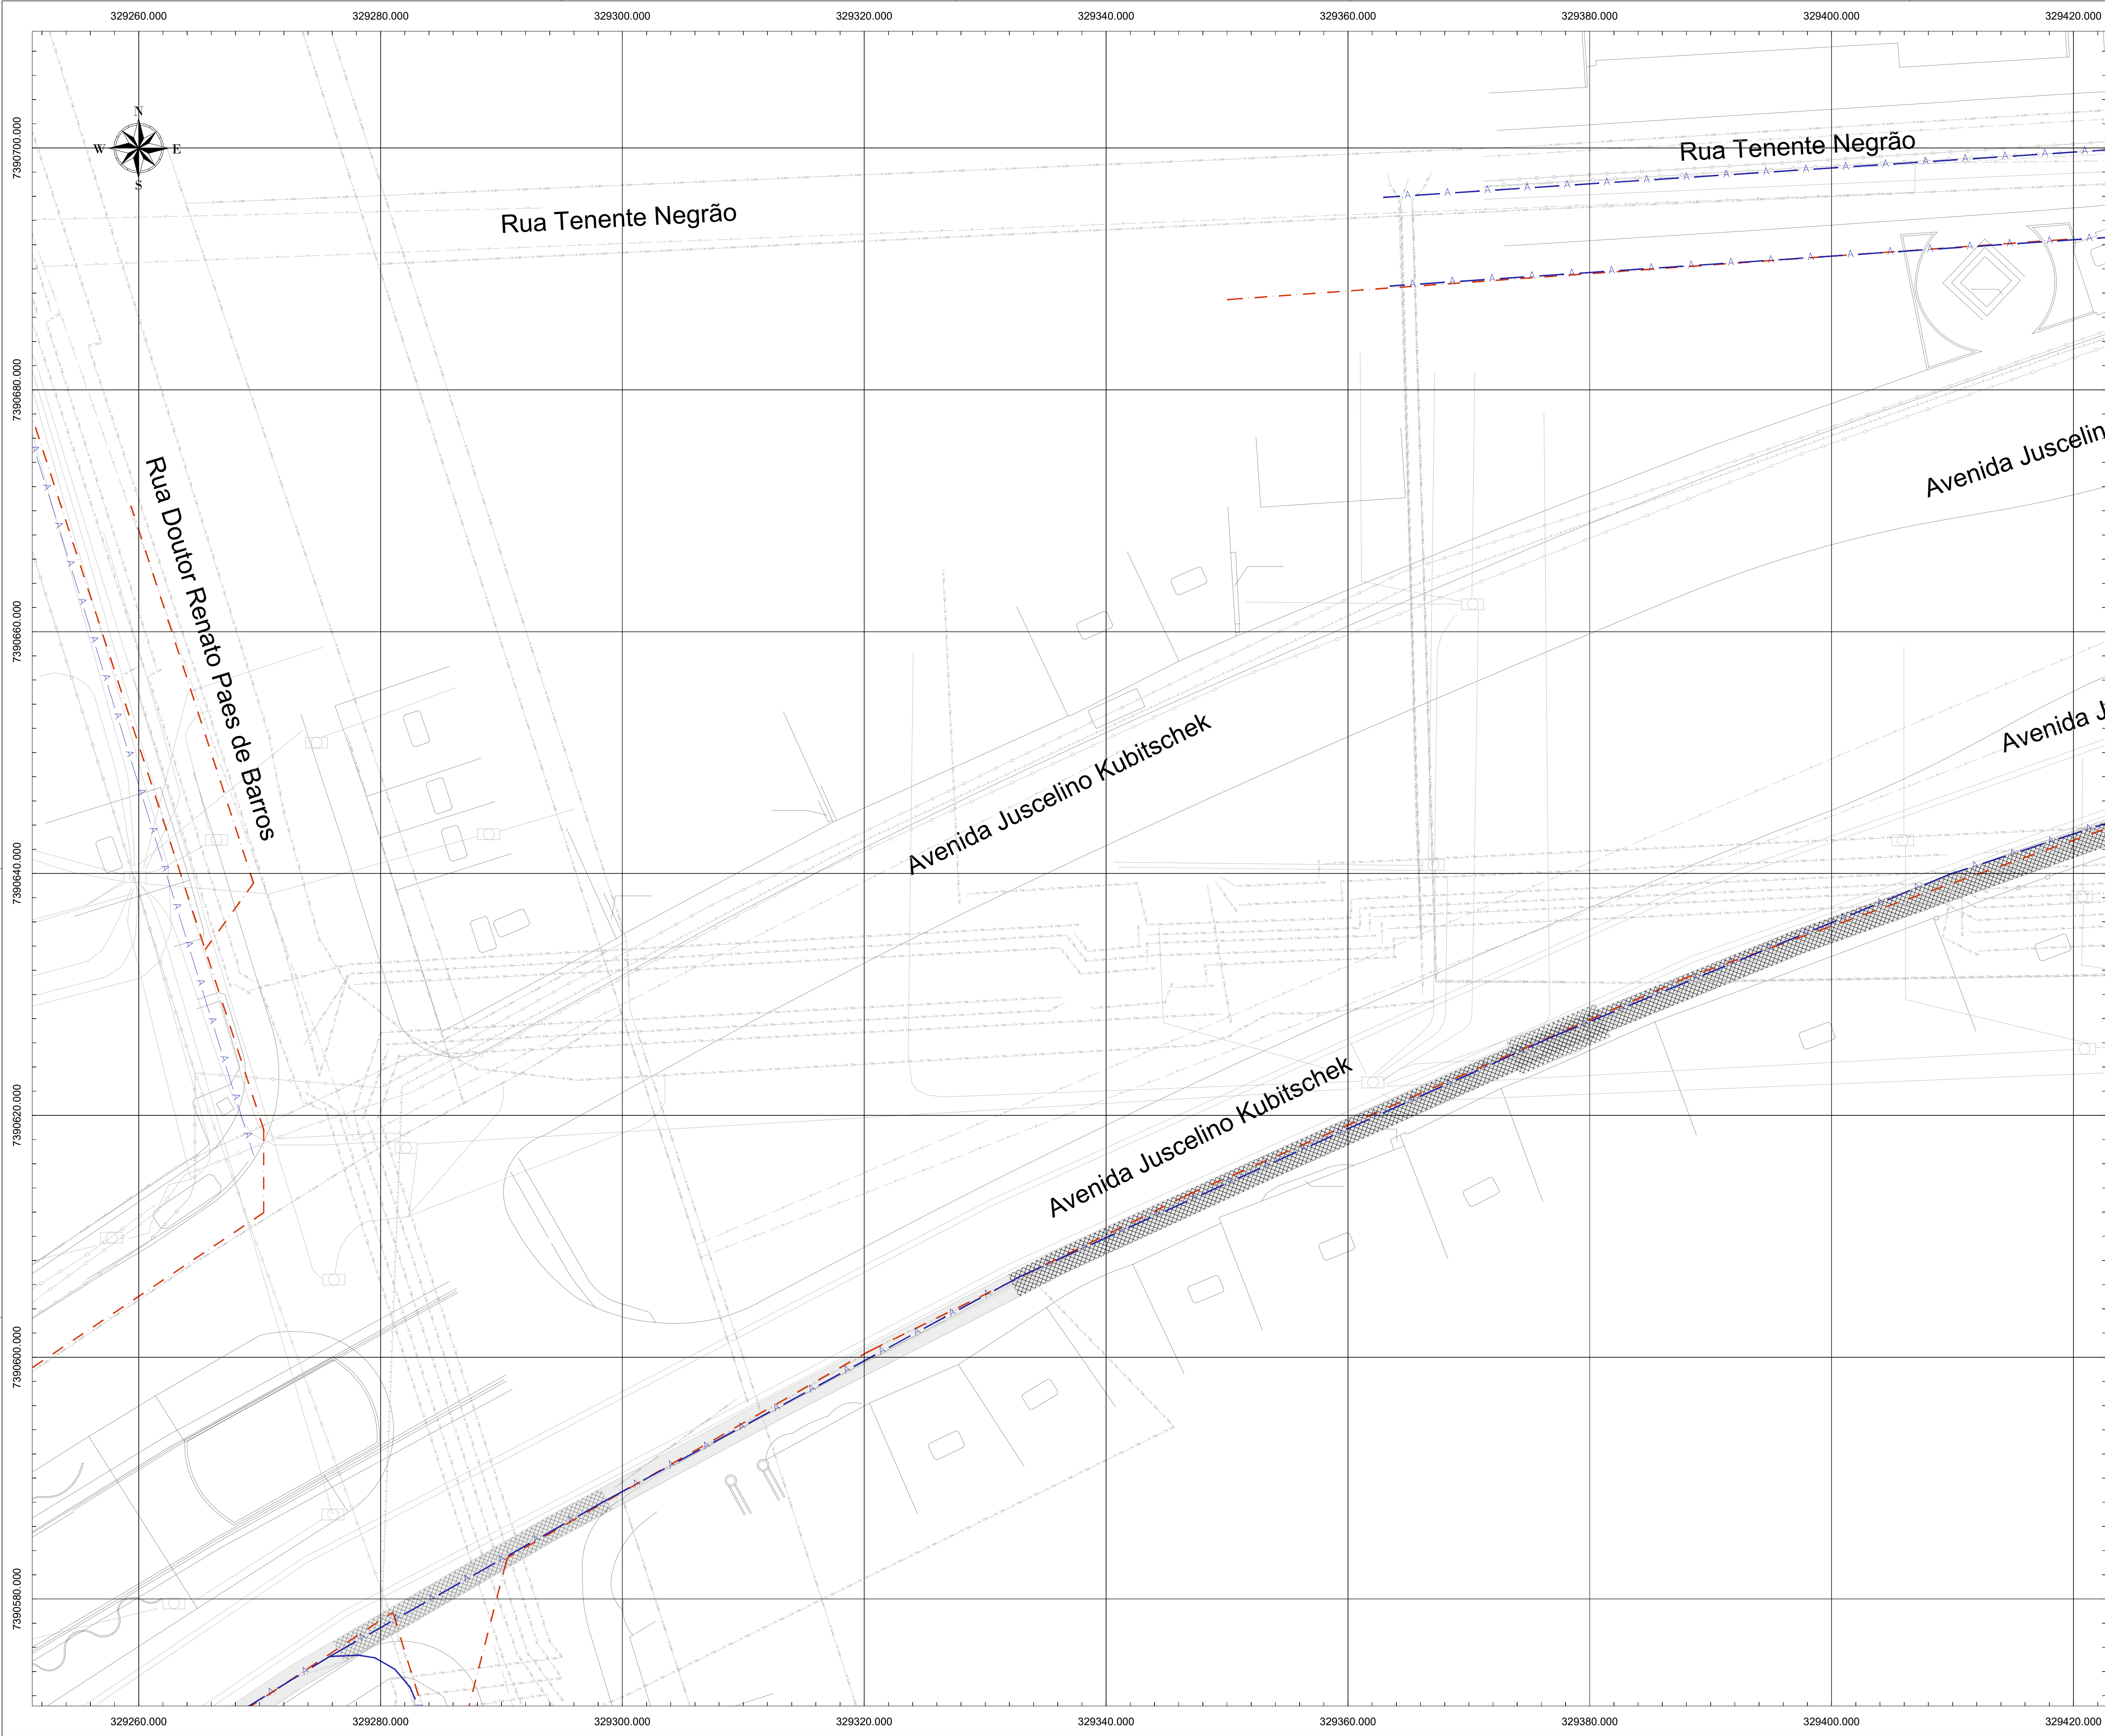 329260.000 329280.000 329300.000 329320.000 329340.000 329360.000 329380.000 329400.000 329420.000
7390700.000
N
W E
S
Rua Tenente Negrão
Rua Tenente Negrão
7390680.000
Avenida Juscelin
Rua Doutor Renato Paes de Barros
7390660.000
Avenida Juscelino Kubitschek
Avenida J
7390640.000
7390620.000
Avenida Juscelino Kubitschek
7390600.000
7390580.000
329260.000 329280.000 329300.000 329320.000 329340.000 329360.000 329380.000 329400.000 329420.000